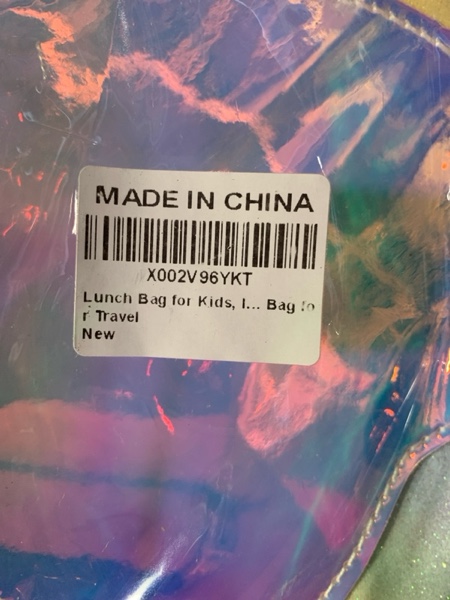 MADE IN CHINA
X002V96YKT
Lunch Bag for Kids, I... Bag fo
r Travel
New